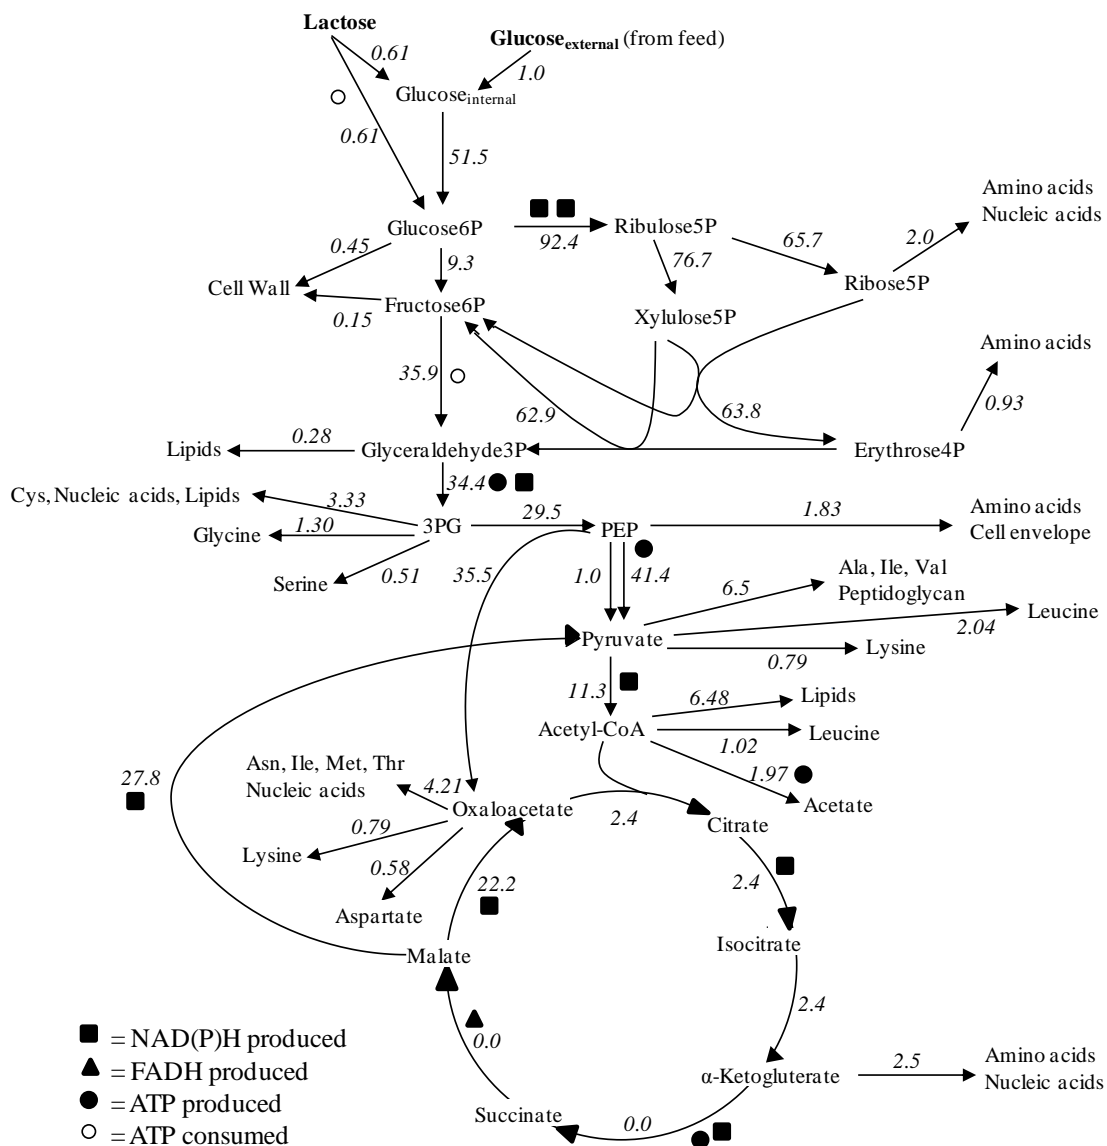 Lactose
0.61
Glucoseexternal (from feed)
1.0
Glucoseinternal
0.61
51.5
Amino acids
Nucleic acids
Glucose6P
92.4
Ribulose5P
65.7
2.0
0.45
9.3
76.7
Cell Wall
Ribose5P
Fructose6P
0.15
Xylulose5P
Amino acids
35.9
62.9
63.8
0.93
Lipids
0.28
Glyceraldehyde3P
Erythrose4P
34.4
Cys, Nucleic acids, Lipids
3.33
3PG
29.5
PEP
1.83
Amino acids
Cell envelope
Glycine
1.30
Serine
0.51
35.5
1.0
41.4
Ala, Ile, Val
Peptidoglycan
6.5
Leucine
2.04
Pyruvate
Lysine
0.79
11.3
6.48
Lipids
Acetyl-CoA
Leucine
1.02
1.97
Acetate
27.8
Asn, Ile, Met, Thr
Nucleic acids
4.21
Oxaloacetate
2.4
Citrate
0.79
Lysine
0.58
22.2
2.4
Aspartate
Isocitrate
Malate
2.4
0.0
= NAD(P)H produced
= FADH produced
= ATP produced
= ATP consumed
α-Ketogluterate
2.5
Amino acids
Nucleic acids
Succinate
0.0